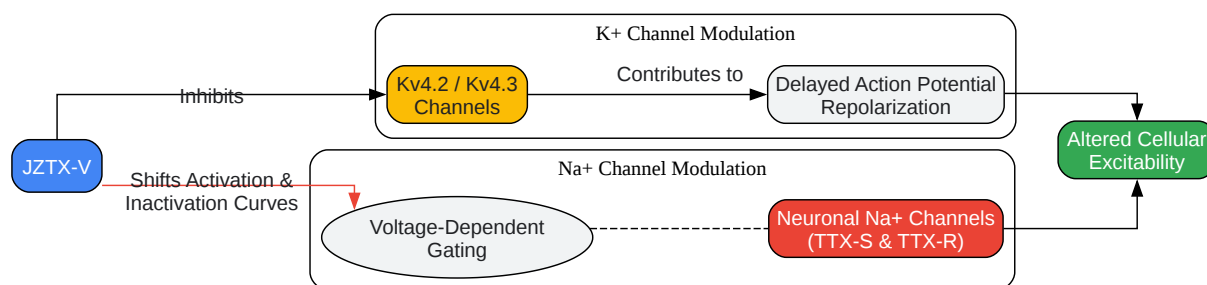 K+ Channel Modulation
Inhibits
Kv4.2 / Kv4.3
Channels
Contributes to
Delayed Action Potential
Repolarization
JZTX-V
Altered Cellular
Excitability
Na+ Channel Modulation
Shifts Activation &
Inactivation Curves
Voltage-Dependent
Gating
Neuronal Na+ Channels
(TTX-S & TTX-R)